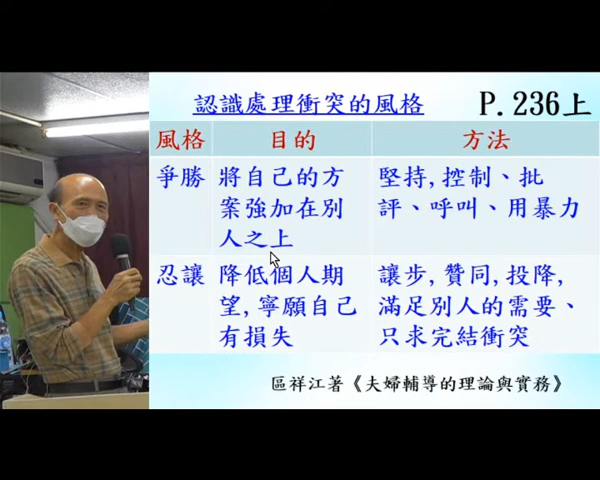 認識處理衝突的風格 P.236上
風格 目的 方法
爭勝 將自己的方案強加在別人之上 堅持,控制、批評、呼叫、用暴力
忍讓 降低個人期望,寧願自己有損失 讓步,贊同,投降,滿足別人的需要、只求完結衝突
區祥江著《夫婦輔導的理論與實務》